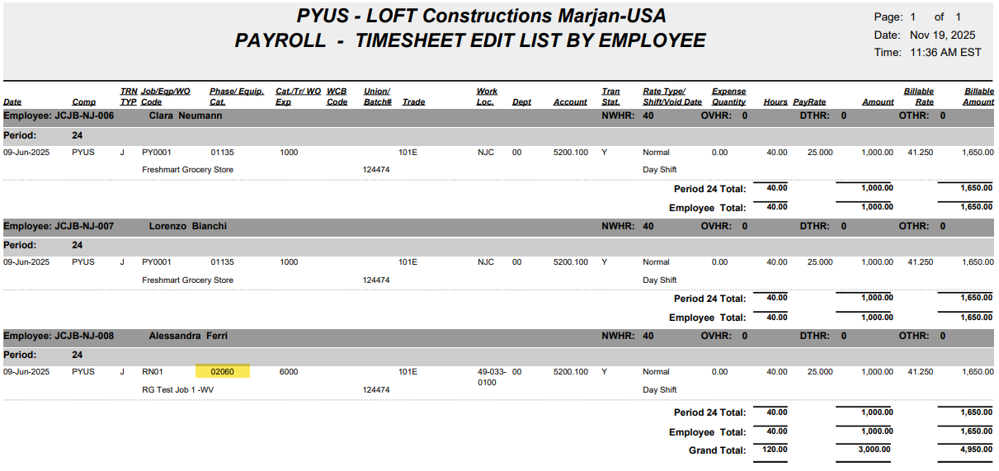 PYUS - LOFT Constructions Marjan-USA
PAYROLL - TIMESHEET EDIT LIST BY EMPLOYEE
Page: 1 of 1
Date: Nov 19, 2025
Time: 11:36 AM EST
TRN Job/Eqp/WO Phase/ Equip. Cat./Tr/ WO WCB Union/ Work Tran Rate Type/ Expense Billable Billable
Date Comp TYP Code Cat. Exp Code Batch# Trade Loc. Dept Account Stat. Shift/Void Date Quantity Hours PayRate Amount Rate Amount
Employee: JCJB-NJ-006 Clara Neumann NWHR: 40 OVHR: 0 DTHR: 0 OTHR: 0
Period: 24
09-Jun-2025 PYUS J PY0001 01135 1000 101E NJC 00 5200.100 Y Normal 0.00 40.00 25.000 1,000.00 41.250 1,650.00
Freshmart Grocery Store 124474 Day Shift
Period 24 Total: 40.00 1,000.00 1,650.00
Employee Total: 40.00 1,000.00 1,650.00
Employee: JCJB-NJ-007 Lorenzo Bianchi NWHR: 40 OVHR: 0 DTHR: 0 OTHR: 0
Period: 24
09-Jun-2025 PYUS J PY0001 01135 1000 101E NJC 00 5200.100 Y Normal 0.00 40.00 25.000 1,000.00 41.250 1,650.00
Freshmart Grocery Store 124474 Day Shift
Period 24 Total: 40.00 1,000.00 1,650.00
Employee Total: 40.00 1,000.00 1,650.00
Employee: JCJB-NJ-008 Alessandra Ferri NWHR: 40 OVHR: 0 DTHR: 0 OTHR: 0
Period: 24
09-Jun-2025 PYUS J RN01 02060 6000 101E 49-033- 00 5200.100 Y Normal 0.00 40.00 25.000 1,000.00 41.250 1,650.00
0100
RG Test Job 1 -WV 124474 Day Shift
Period 24 Total: 40.00 1,000.00 1,650.00
Employee Total: 40.00 1,000.00 1,650.00
Grand Total: 120.00 3,000.00 4,950.00